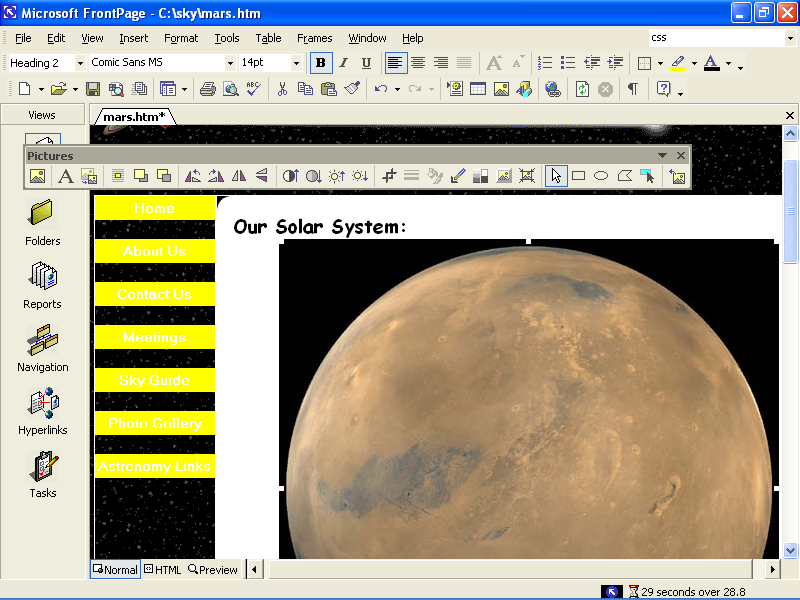 Microsoft FrontPage - C:\sky\mars.htm
File Edit View Insert Format Tools Table Frames Window Help css
Heading 2 Comic Sans MS 14pt B I U A A A
Views
mars.htm*
Pictures
Home
Our Solar System:
Folders
About Us
Contact Us
Reports
Meetings
Navigation
Sky Guide
Photo Gallery
Hyperlinks
Astronomy Links
Tasks
Normal HTML Preview
29 seconds over 28.8